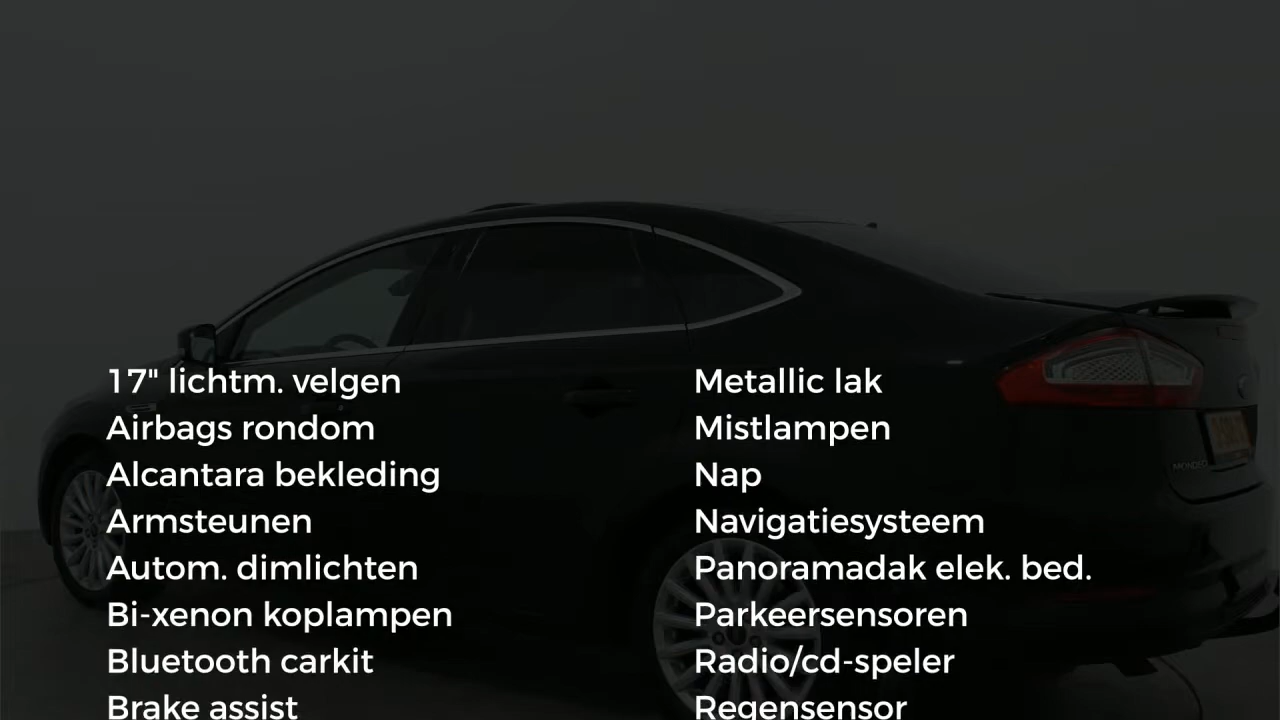 17" lichtm. velgen
Airbags rondom
Alcantara bekleding
Armsteunen
Autom. dimlichten
Bi-xenon koplampen
Bluetooth carkit
Brake assist
Metallic lak
Mistlampen
Nap
Navigatiesysteem
Panoramadak elek. bed.
Parkeersensoren
Radio/cd-speler
Regensensor
MONDEO